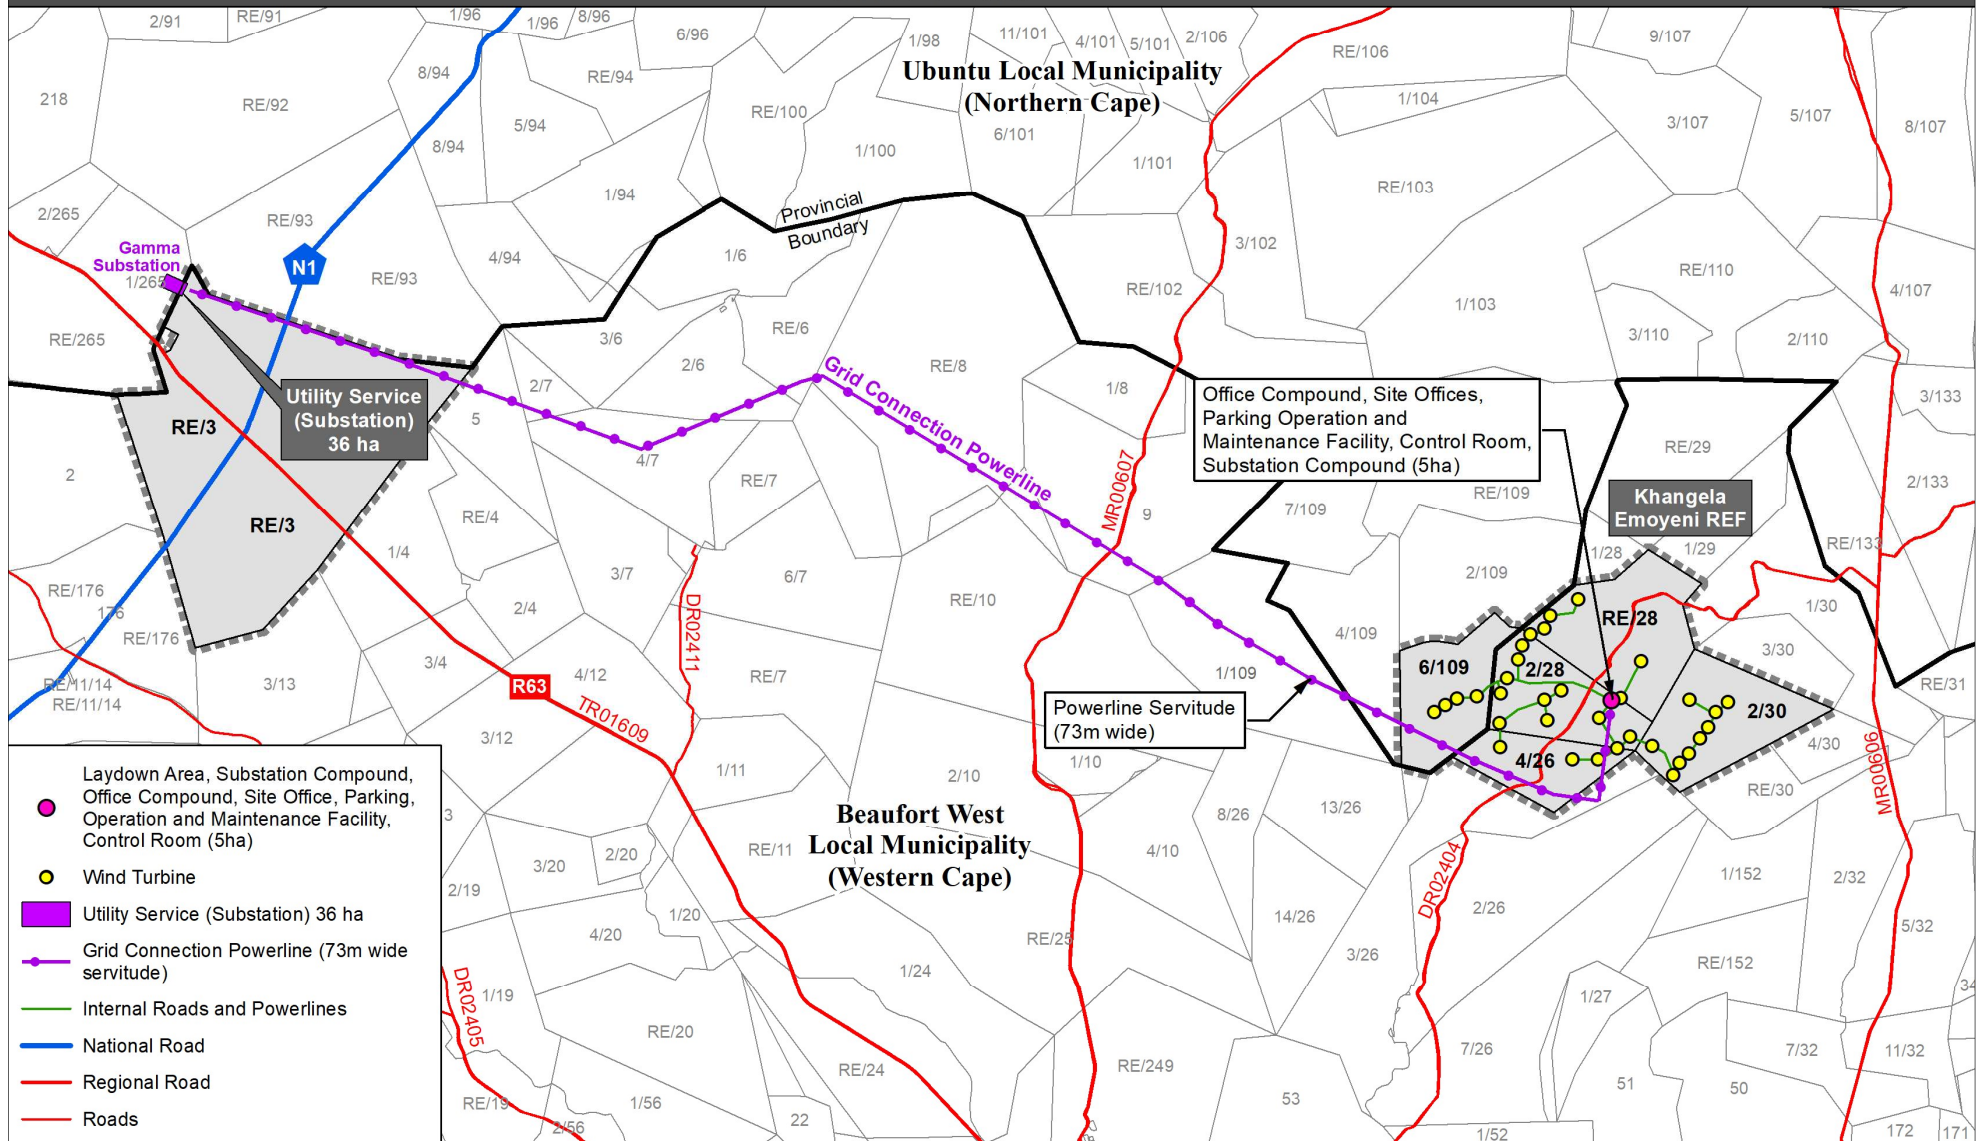 2/91
RE/91
1/96
1/96
8/96
6/96
1/98
11/101
4/101
5/101
2/106
RE/106
9/107
Ubuntu Local Municipality
(Northern Cape)
218
RE/92
8/94
RE/94
5/94
8/94
RE/100
1/100
6/101
1/101
1/104
3/107
5/107
8/107
2/265
RE/93
1/94
RE/103
Provincial
Boundary
Gamma
Substation
1/265
N1
RE/93
4/94
1/6
3/102
RE/102
1/103
RE/110
4/107
RE/265
3/6
RE/6
2/6
RE/8
3/110
2/110
Utility Service
(Substation)
36 ha
RE/3
RE/3
2
5
2/7
4/7
Grid Connection Powerline
1/8
Office Compound, Site Offices,
Parking Operation and
Maintenance Facility, Control Room,
Substation Compound (5ha)
3/133
RE/29
2/133
RE/7
RE/4
MR00607
9
7/109
RE/109
Khangela
Emoyeni REF
RE/133
1/4
3/7
6/7
RE/10
2/109
1/28
1/29
RE/176
176
RE/176
2/4
DR02411
4/109
RE/28
1/30
3/30
RE/11/14
RE/11/14
3/13
3/4
4/12
R63
TR01609
RE/7
1/109
6/109
2/28
2/30
RE/31
Powerline Servitude
(73m wide)
3/12
1/11
2/10
1/10
4/26
4/30
RE/30
MR00606
Laydown Area, Substation Compound,
Office Compound, Site Office, Parking,
Operation and Maintenance Facility,
Control Room (5ha)
Wind Turbine
Utility Service (Substation) 36 ha
Grid Connection Powerline (73m wide
servitude)
Internal Roads and Powerlines
National Road
Regional Road
Roads
3
3/20
2/20
RE/11
Beaufort West
Local Municipality
(Western Cape)
4/10
8/26
13/26
DR02404
1/152
2/32
2/19
1/20
4/20
RE/25
14/26
2/26
3/26
5/32
1/24
RE/152
DR02405
1/19
RE/20
1/27
34
RE/24
RE/249
7/26
7/32
11/32
RE/19
1/56
2/56
22
53
51
50
1/52
172
171